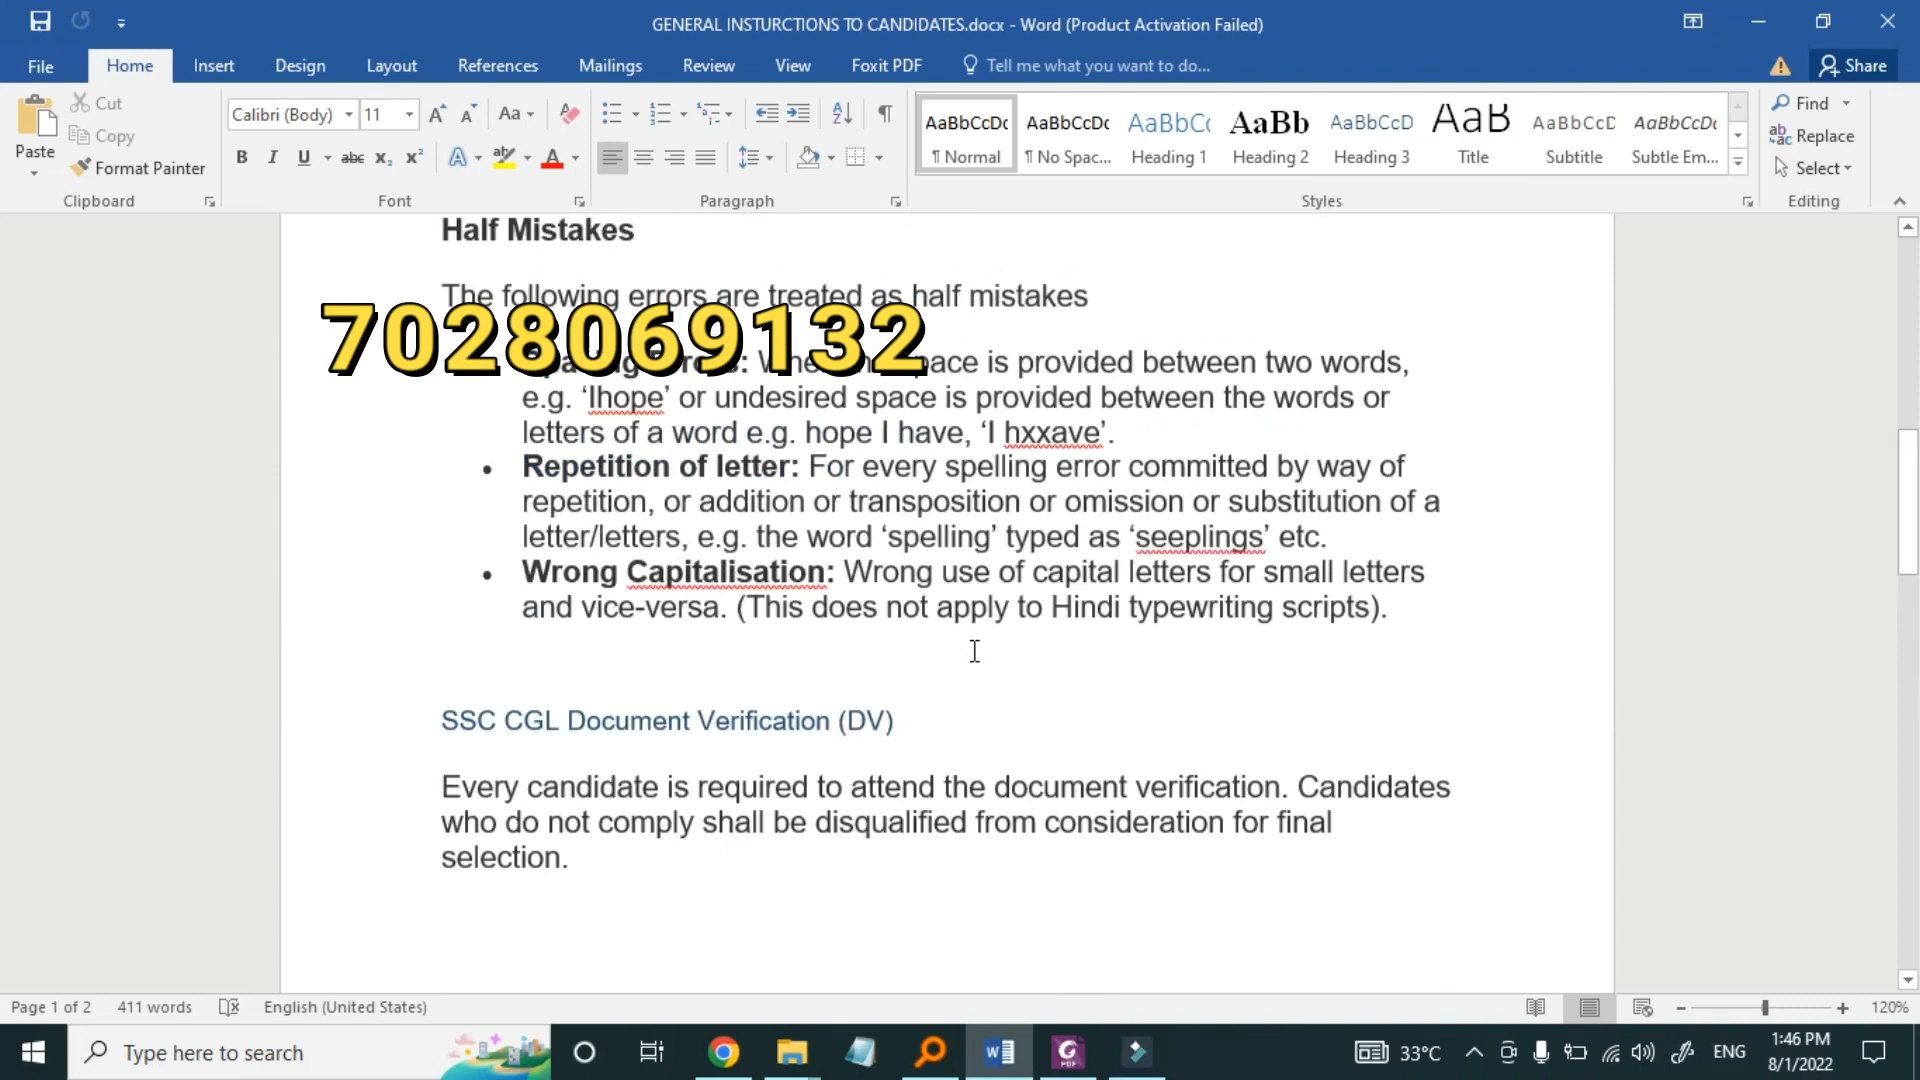 GENERAL INSTURCTIONS TO CANDIDATES.docx - Word (Product Activation Failed)
File Home Insert Design Layout References Mailings Review View Foxit PDF Tell me what you want to do... Share
Paste
Cut
Copy
Format Painter
Clipboard
Calibri (Body) 11
Font
Paragraph
AaBbCcDc AaBbCcDc AaBbCc AaBb AaBbCcD AaB AaBbCcD AaBbCcDc
¶ Normal ¶ No Spac... Heading 1 Heading 2 Heading 3 Title Subtitle Subtle Em...
Styles
Find
Replace
Select
Editing
Half Mistakes
The following errors are treated as half mistakes
7028069132
space is provided between two words,
e.g. ‘Ihope’ or undesired space is provided between the words or
letters of a word e.g. hope I have, ‘I hxxave’.
• Repetition of letter: For every spelling error committed by way of
repetition, or addition or transposition or omission or substitution of a
letter/letters, e.g. the word ‘spelling’ typed as ‘seeplings’ etc.
• Wrong Capitalisation: Wrong use of capital letters for small letters
and vice-versa. (This does not apply to Hindi typewriting scripts).
SSC CGL Document Verification (DV)
Every candidate is required to attend the document verification. Candidates
who do not comply shall be disqualified from consideration for final
selection.
Page 1 of 2 411 words English (United States) 120%
Type here to search
33°C ENG
1:46 PM
8/1/2022